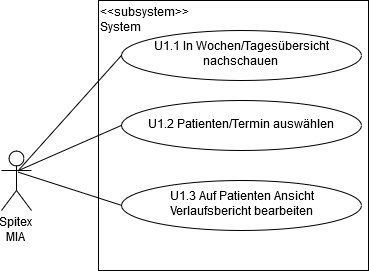 <<subsystem>>
System
U1.1 In Wochen/Tagesübersicht
nachschauen
U1.2 Patienten/Termin auswählen
U1.3 Auf Patienten Ansicht
Verlaufsbericht bearbeiten
Spitex
MIA